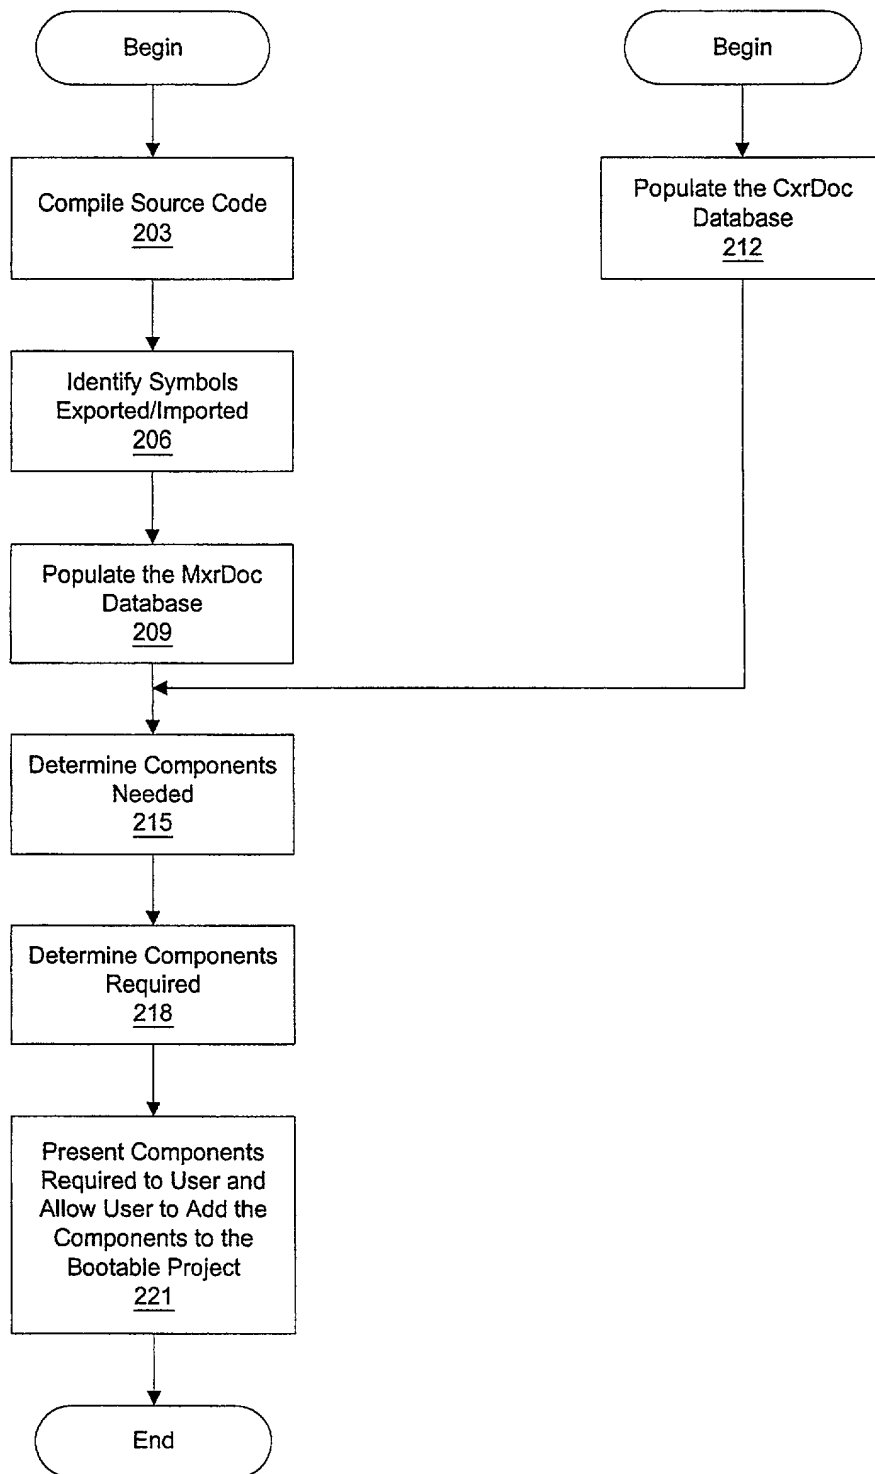 Begin
Compile Source Code
203
Identify Symbols
Exported/Imported
206
Populate the MxrDoc
Database
209
Begin
Populate the CxrDoc
Database
212
Determine Components
Needed
215
Determine Components
Required
218
Present Components
Required to User and
Allow User to Add the
Components to the
Bootable Project
221
End